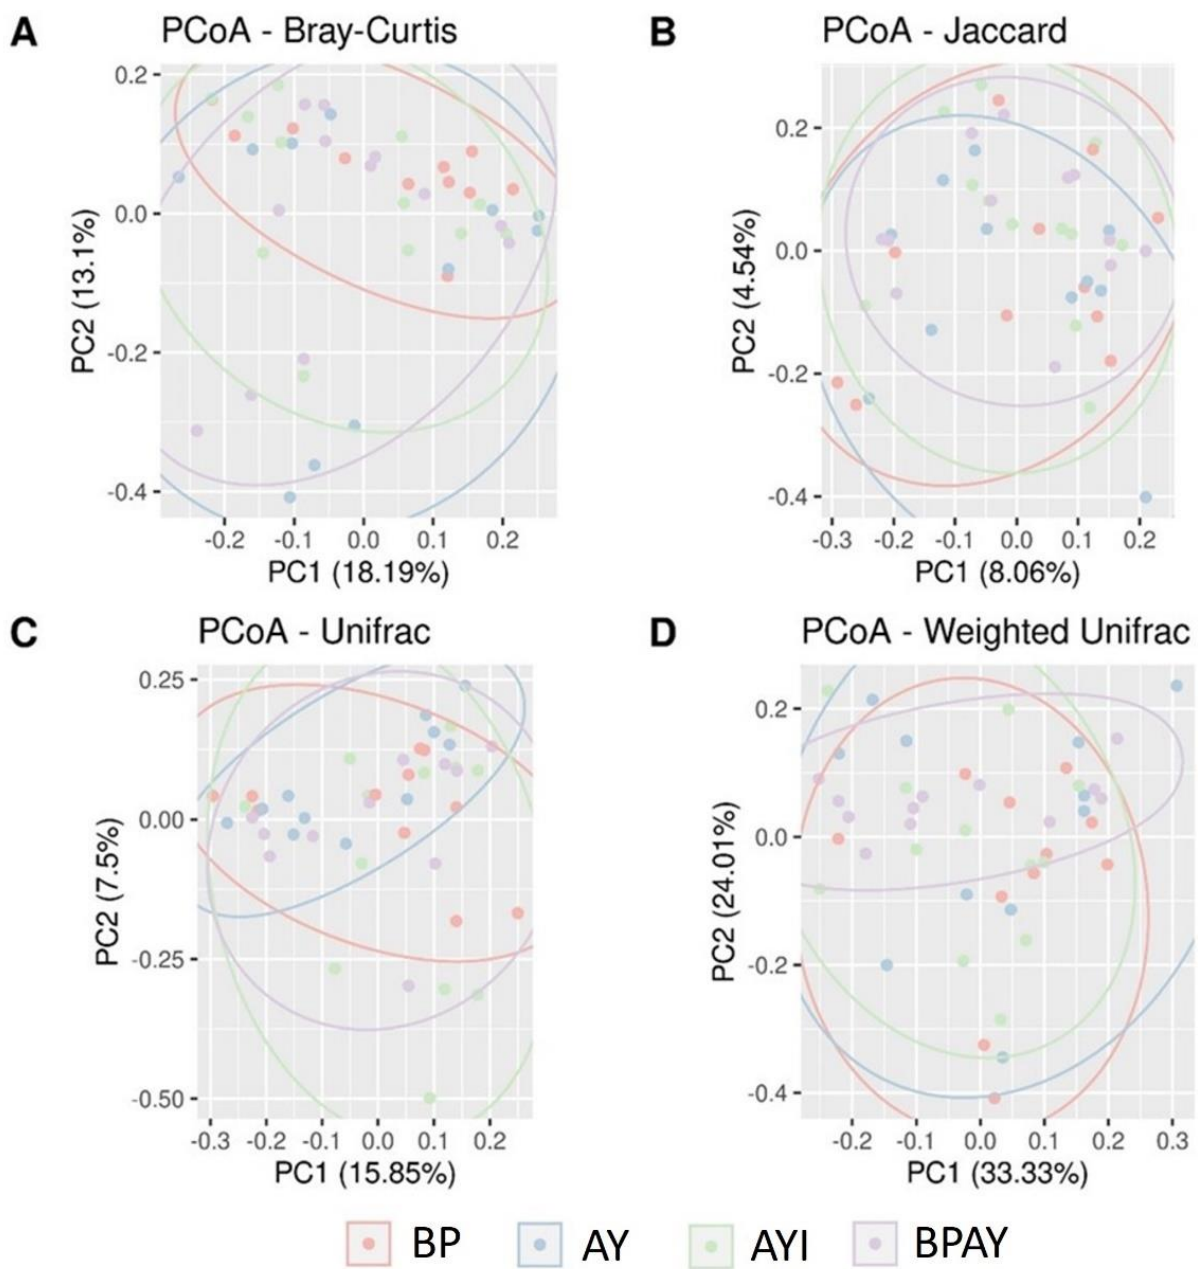 A PCoA - Bray-Curtis
0.2
0.0
-0.2
-0.4
PC2 (13.1%)
-0.2 -0.1 0.0 0.1 0.2
PC1 (18.19%)
B PCoA - Jaccard
0.2
0.0
-0.2
-0.4
PC2 (4.54%)
-0.3 -0.2 -0.1 0.0 0.1 0.2
PC1 (8.06%)
C PCoA - Unifrac
0.25
0.00
-0.25
-0.50
PC2 (7.5%)
-0.3 -0.2 -0.1 0.0 0.1 0.2
PC1 (15.85%)
D PCoA - Weighted Unifrac
0.2
0.0
-0.2
-0.4
PC2 (24.01%)
-0.2 -0.1 0.0 0.1 0.2 0.3
PC1 (33.33%)
BP AY AYI BPAY